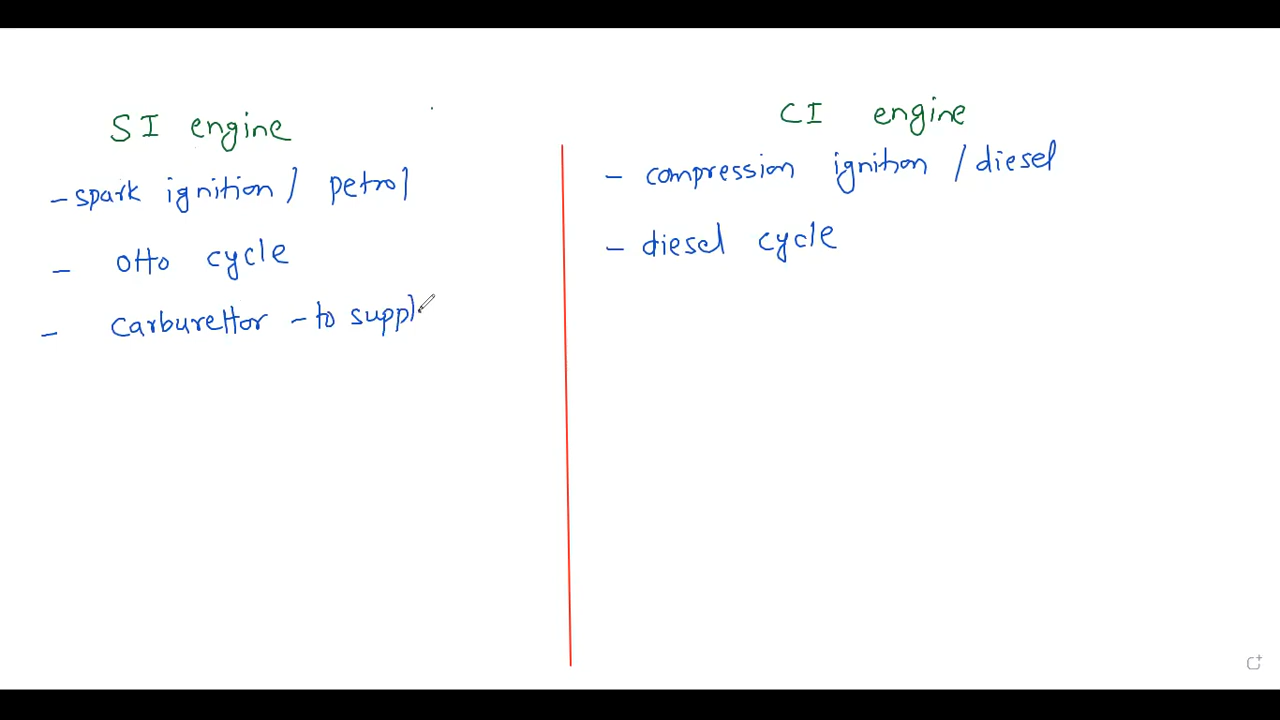 SI engine
- spark ignition / petrol
- otto cycle
- carburettor - to suppl
CI engine
- compression ignition / diesel
- diesel cycle